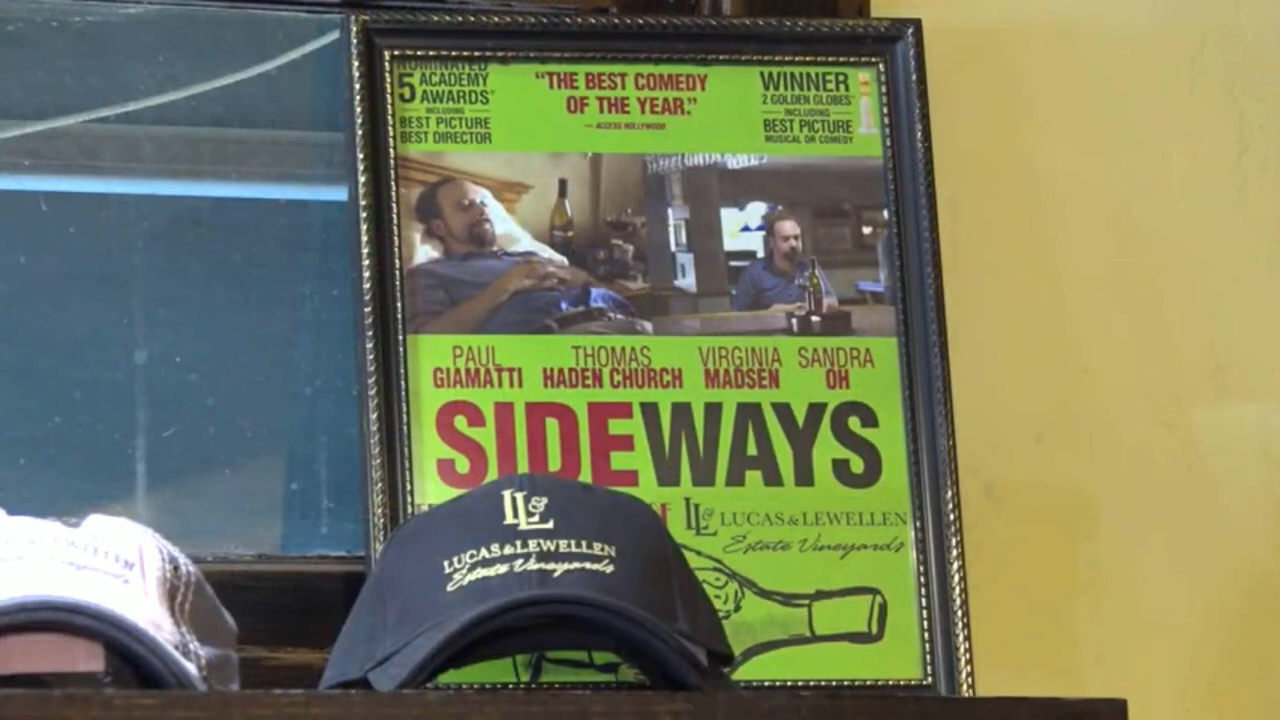 NOMINATED
5 ACADEMY
AWARDS
INCLUDING
BEST PICTURE
BEST DIRECTOR
"THE BEST COMEDY
OF THE YEAR."
— ACCESS HOLLYWOOD
WINNER
2 GOLDEN GLOBES
INCLUDING
BEST PICTURE
MUSICAL OR COMEDY
PAUL
GIAMATTI
THOMAS
HADEN CHURCH
VIRGINIA
MADSEN
SANDRA
OH
SIDEWAYS
LL&
LUCAS & LEWELLEN
Estate Vineyards
L&L
LUCAS & LEWELLEN
Estate Vineyards